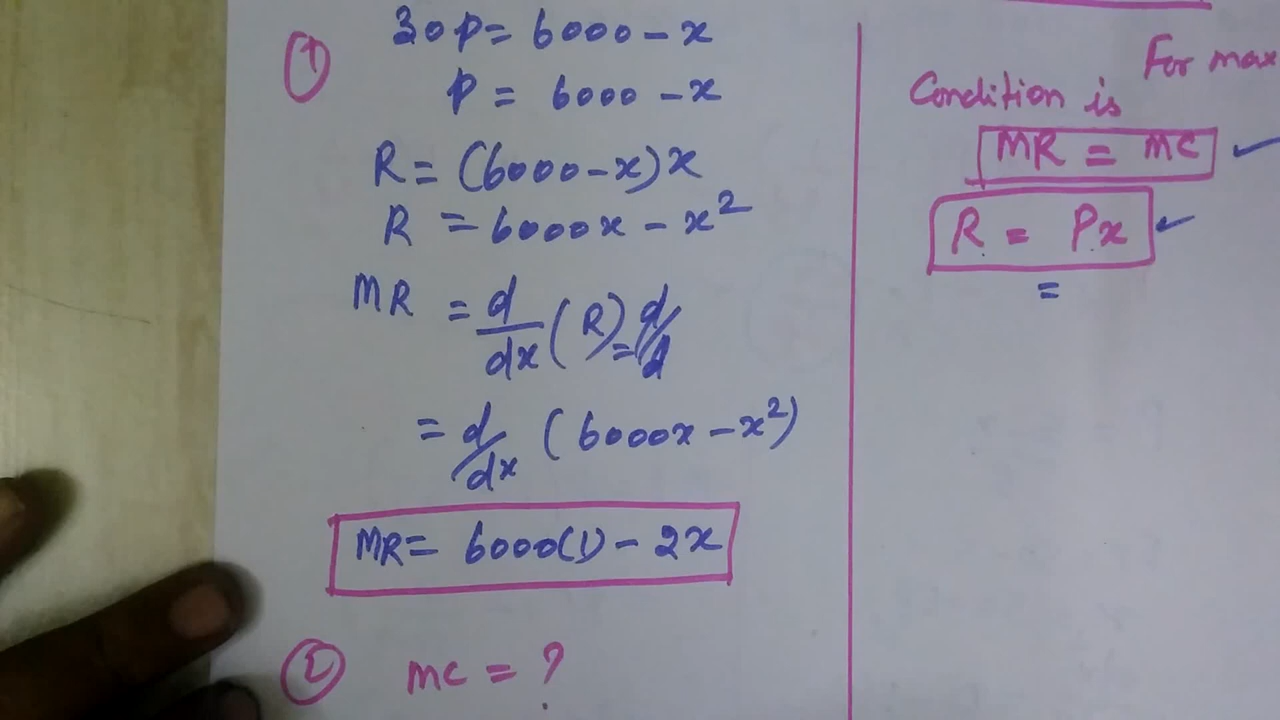 ① 30p = 6000 - x
p = 6000 - x
R = (6000 - x) x
R = 6000x - x²
MR = d/dx (R) = d/d
= d/dx (6000x - x²)
MR = 6000(1) - 2x
② MC = ?
For max
Condition is
MR = MC ✓
R = Px ✓
=